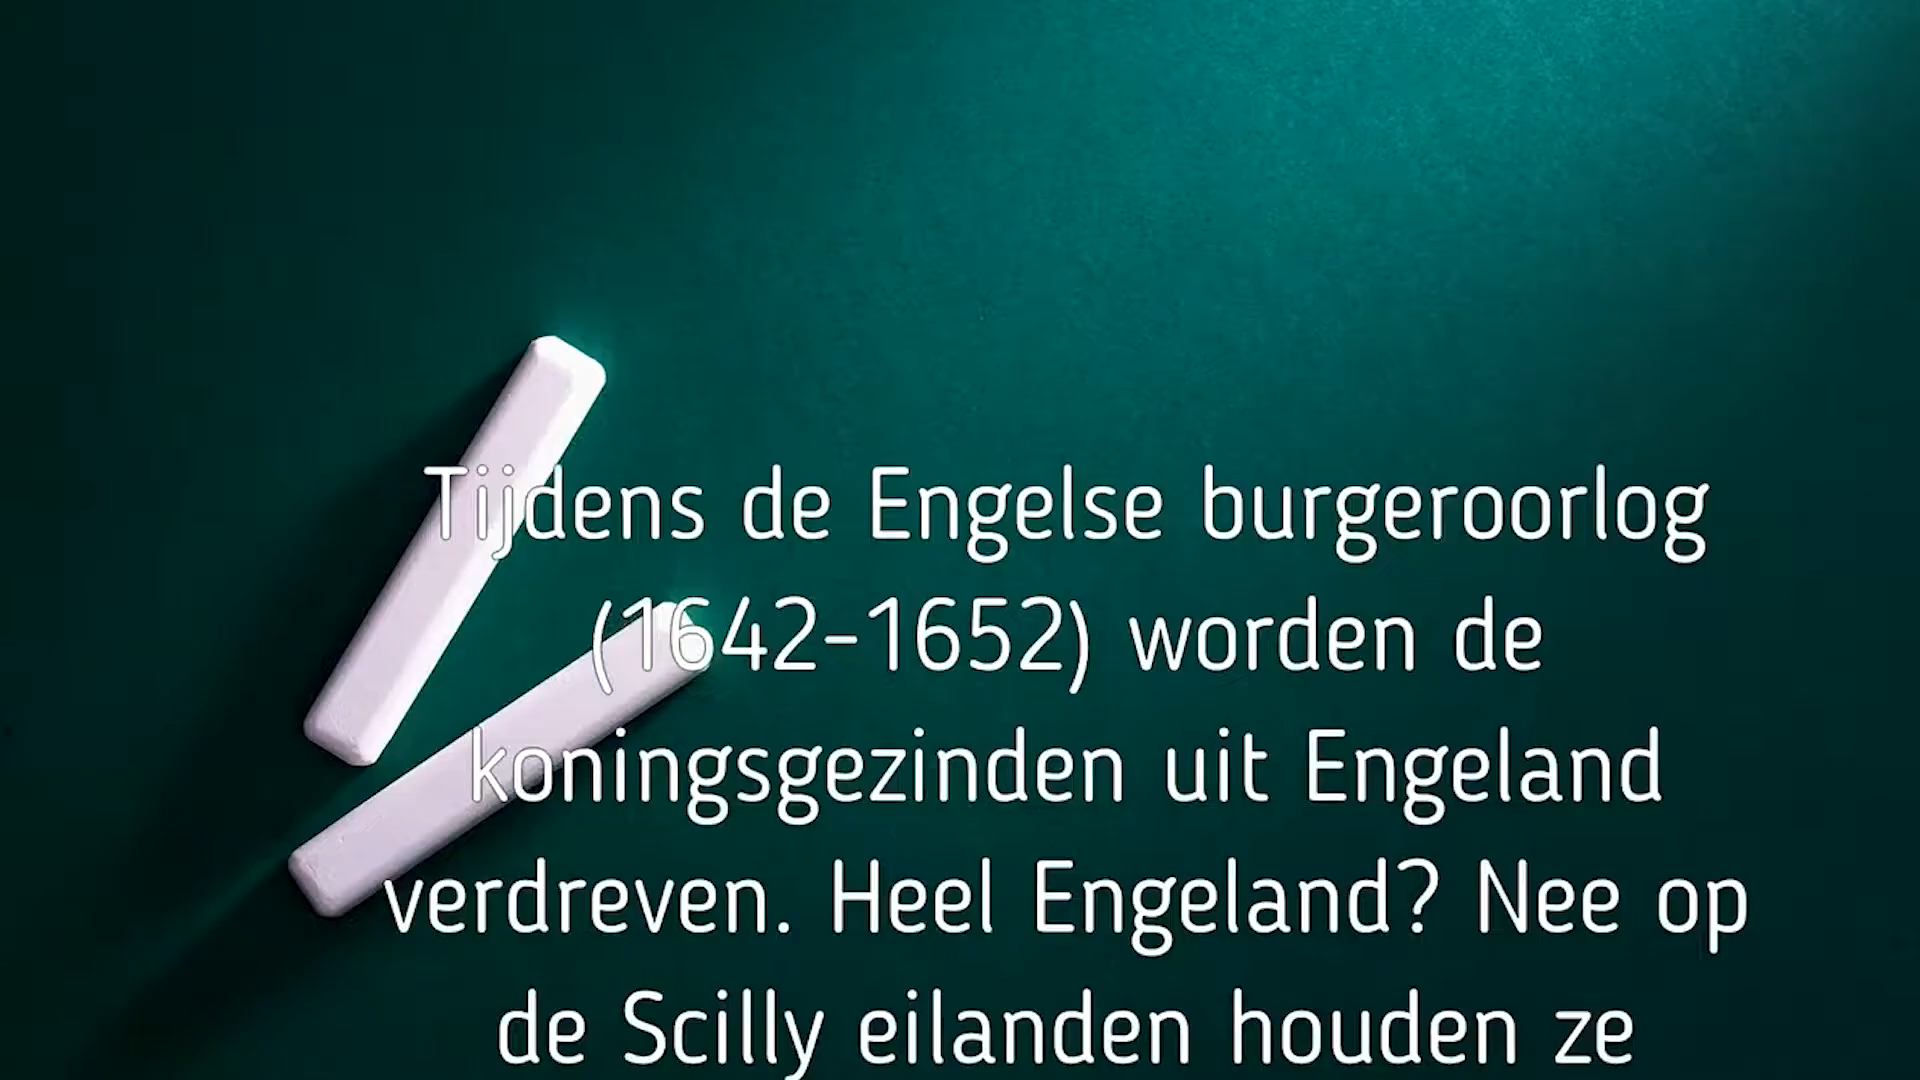 Tijdens de Engelse burgeroorlog
(1642-1652) worden de
koningsgezinden uit Engeland
verdreven. Heel Engeland? Nee op
de Scilly eilanden houden ze